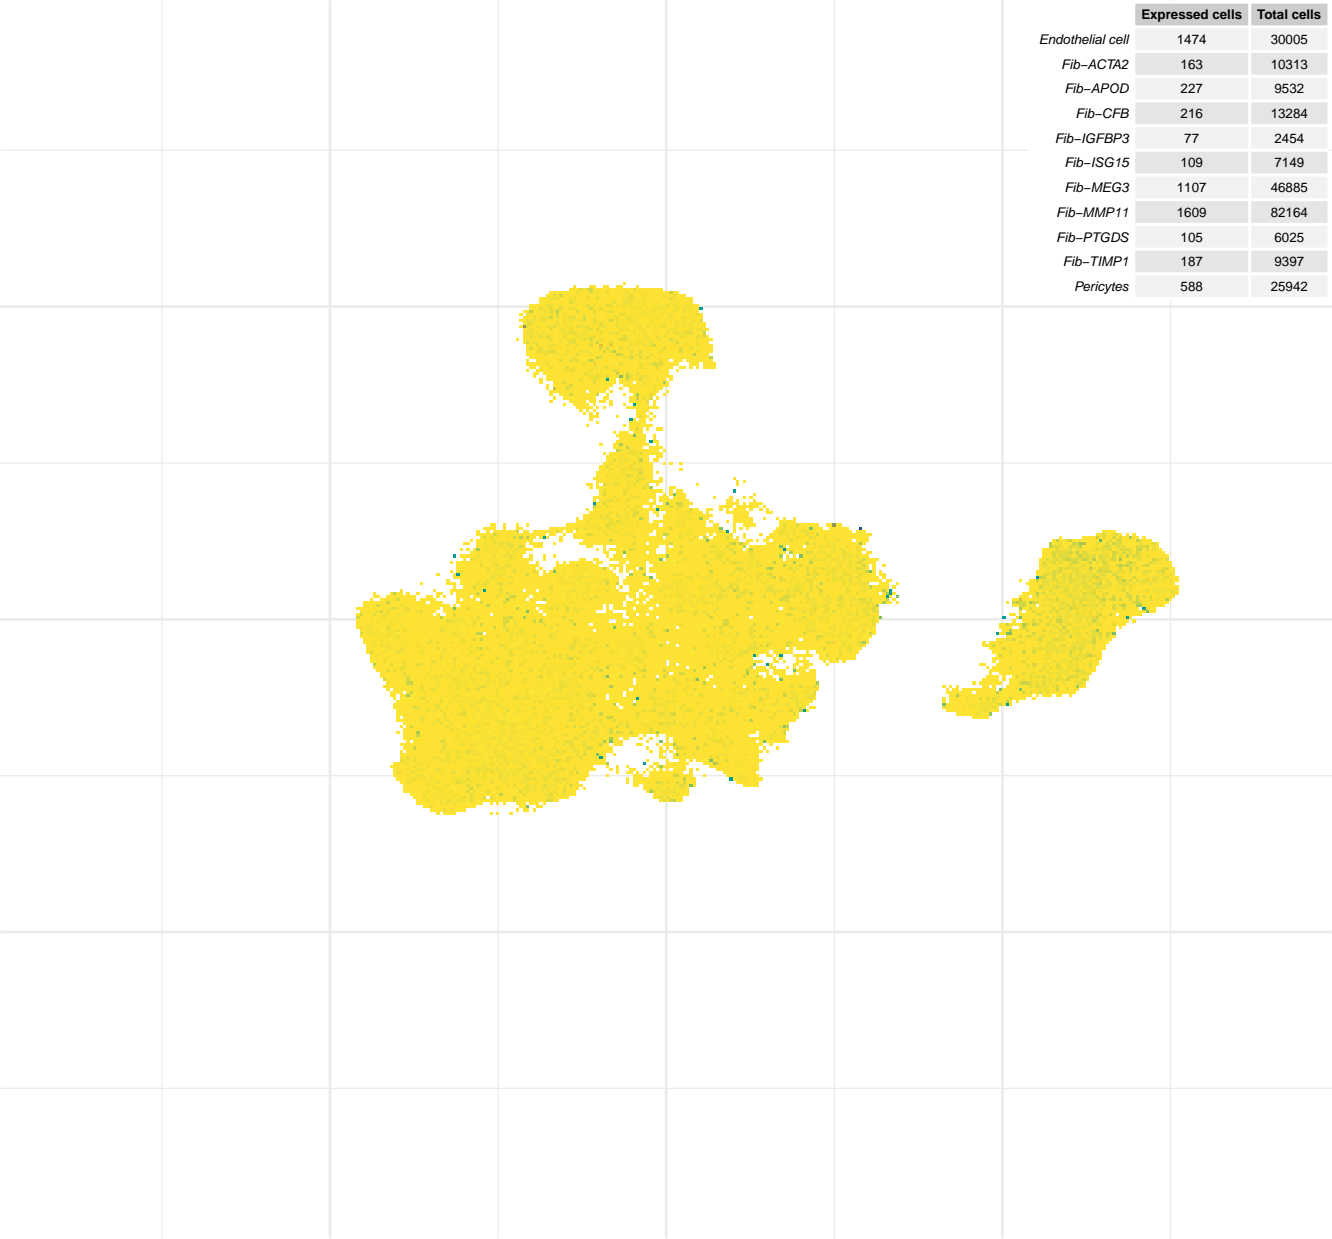 Expressed cells Total cells
Endothelial cell 1474 30005
Fib−ACTA2 163 10313
Fib−APOD 227 9532
Fib−CFB 216 13284
Fib−IGFBP3 77 2454
Fib−ISG15 109 7149
Fib−MEG3 1107 46885
Fib−MMP11 1609 82164
Fib−PTGDS 105 6025
Fib−TIMP1 187 9397
Pericytes 588 25942